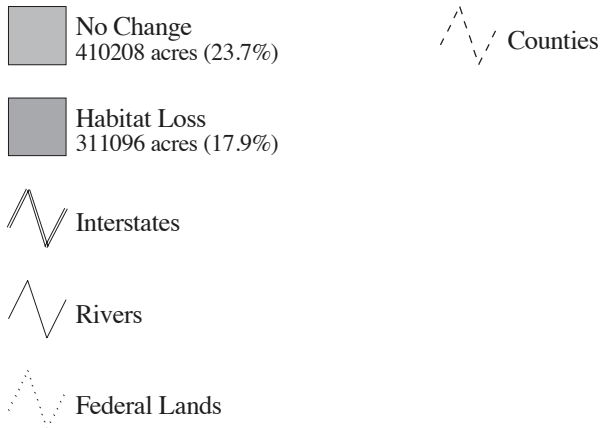 No Change
410208 acres (23.7%)
Habitat Loss
311096 acres (17.9%)
Interstates
Rivers
Federal Lands
Counties